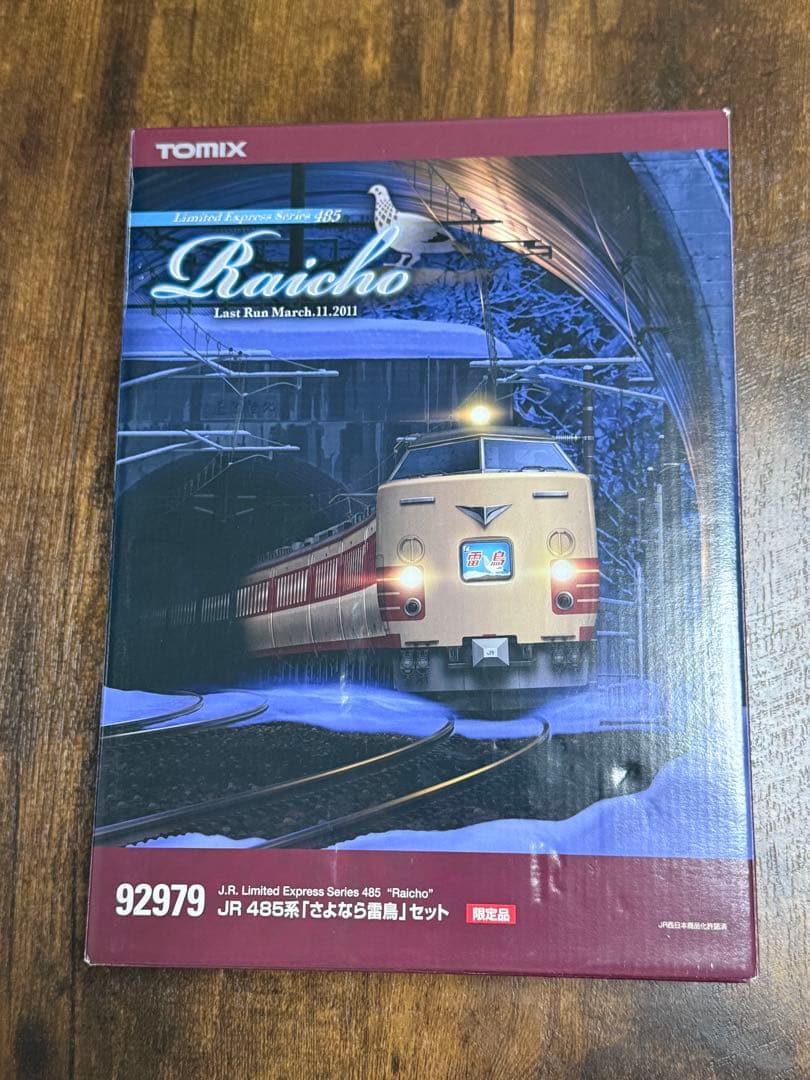 TOMIX
Limited Express Series 485
Raicho
Last Run March.11.2011
雷鳥
JR
92979
J.R. Limited Express Series 485 "Raicho"
JR 485系「さよなら雷鳥」セット
限定品
JR西日本商品化許諾済